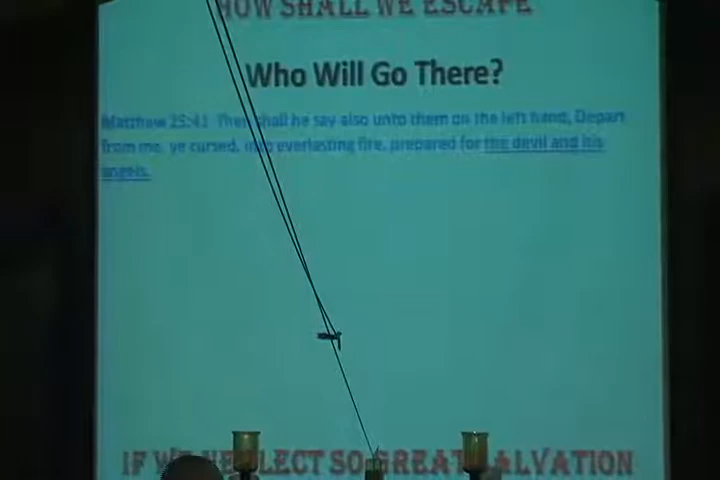 HOW SHALL WE ESCAPE
Who Will Go There?
Matthew 25:41 Then shall he say also unto them on the left hand, Depart
from me, ye cursed, into everlasting fire, prepared for the devil and his
angels.
IF WE NEGLECT SO GREAT SALVATION